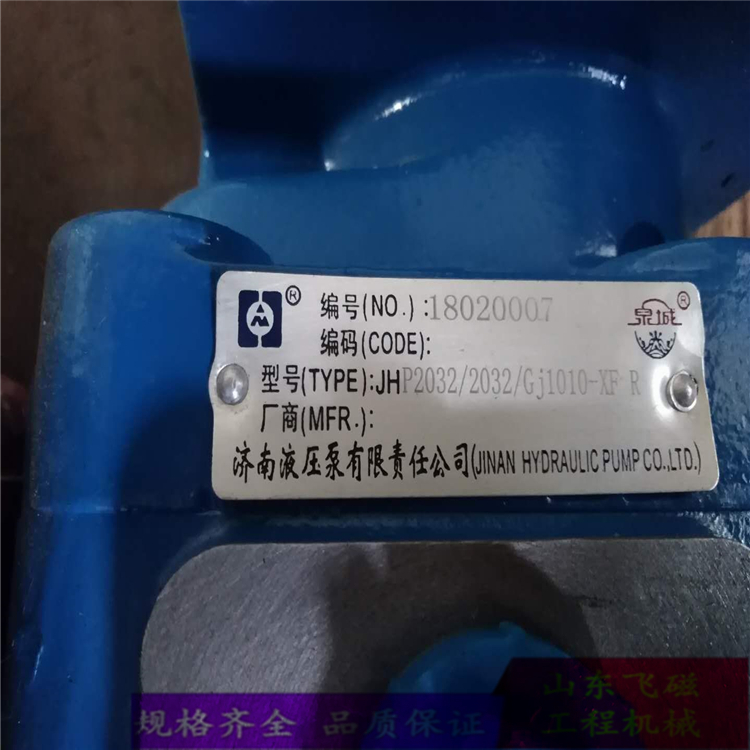 编号(NO.):18020007
泉城
编码(CODE):
型号(TYPE):JHP2032/2032/Gj1010-XF R
厂商(MFR.):
济南液压泵有限责任公司(JINAN HYDRAULIC PUMP CO.,LTD.)
山东飞磁
规格齐全 品质保证 工程机械